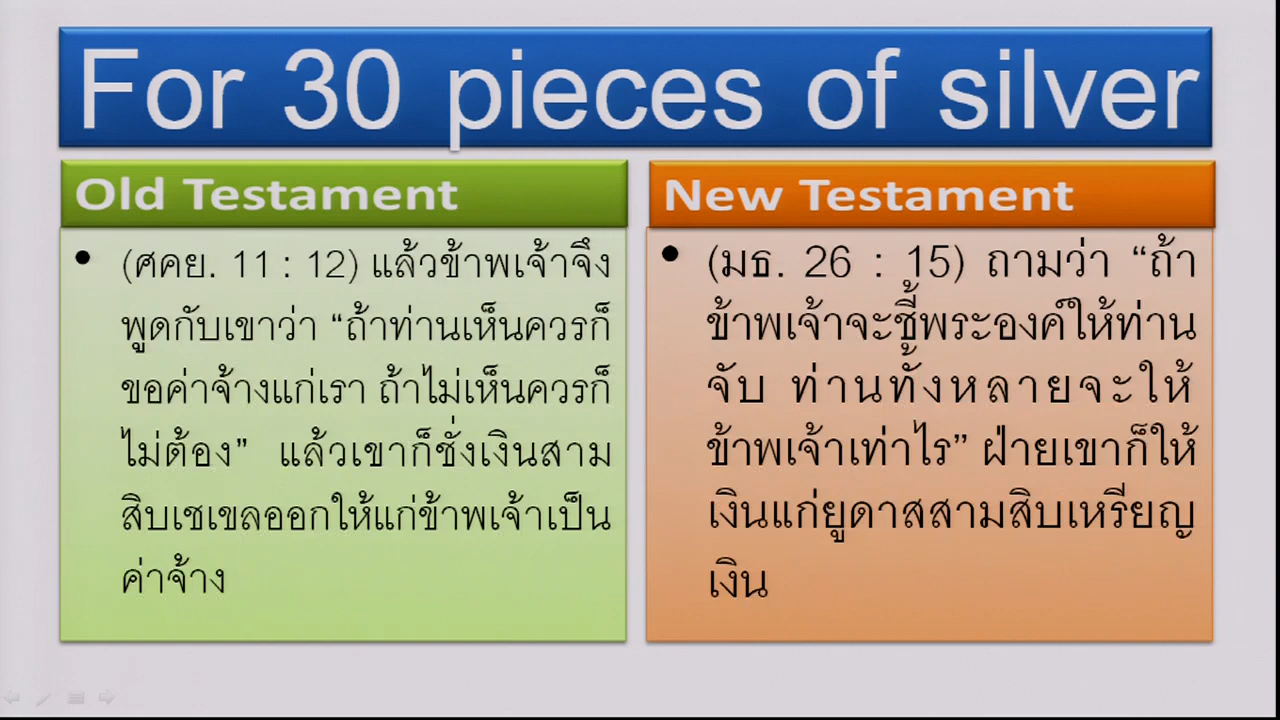 For 30 pieces of silver
Old Testament
• (ศคย. 11 : 12) แล้วข้าพเจ้าจึง
พูดกับเขาว่า “ถ้าท่านเห็นควรก็
ขอค่าจ้างแก่เรา ถ้าไม่เห็นควรก็
ไม่ต้อง” แล้วเขาก็ชั่งเงินสาม
สิบเชเขลออกให้แก่ข้าพเจ้าเป็น
ค่าจ้าง
New Testament
• (มธ. 26 : 15) ถามว่า “ถ้า
ข้าพเจ้าจะชี้พระองค์ให้ท่าน
จับ ท่านทั้งหลายจะให้
ข้าพเจ้าเท่าไร” ฝ่ายเขาก็ให้
เงินแก่ยูดาสสามสิบเหรียญ
เงิน